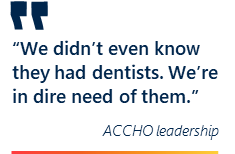 “We didn’t even know
they had dentists. We’re
in dire need of them.”
ACCHO leadership